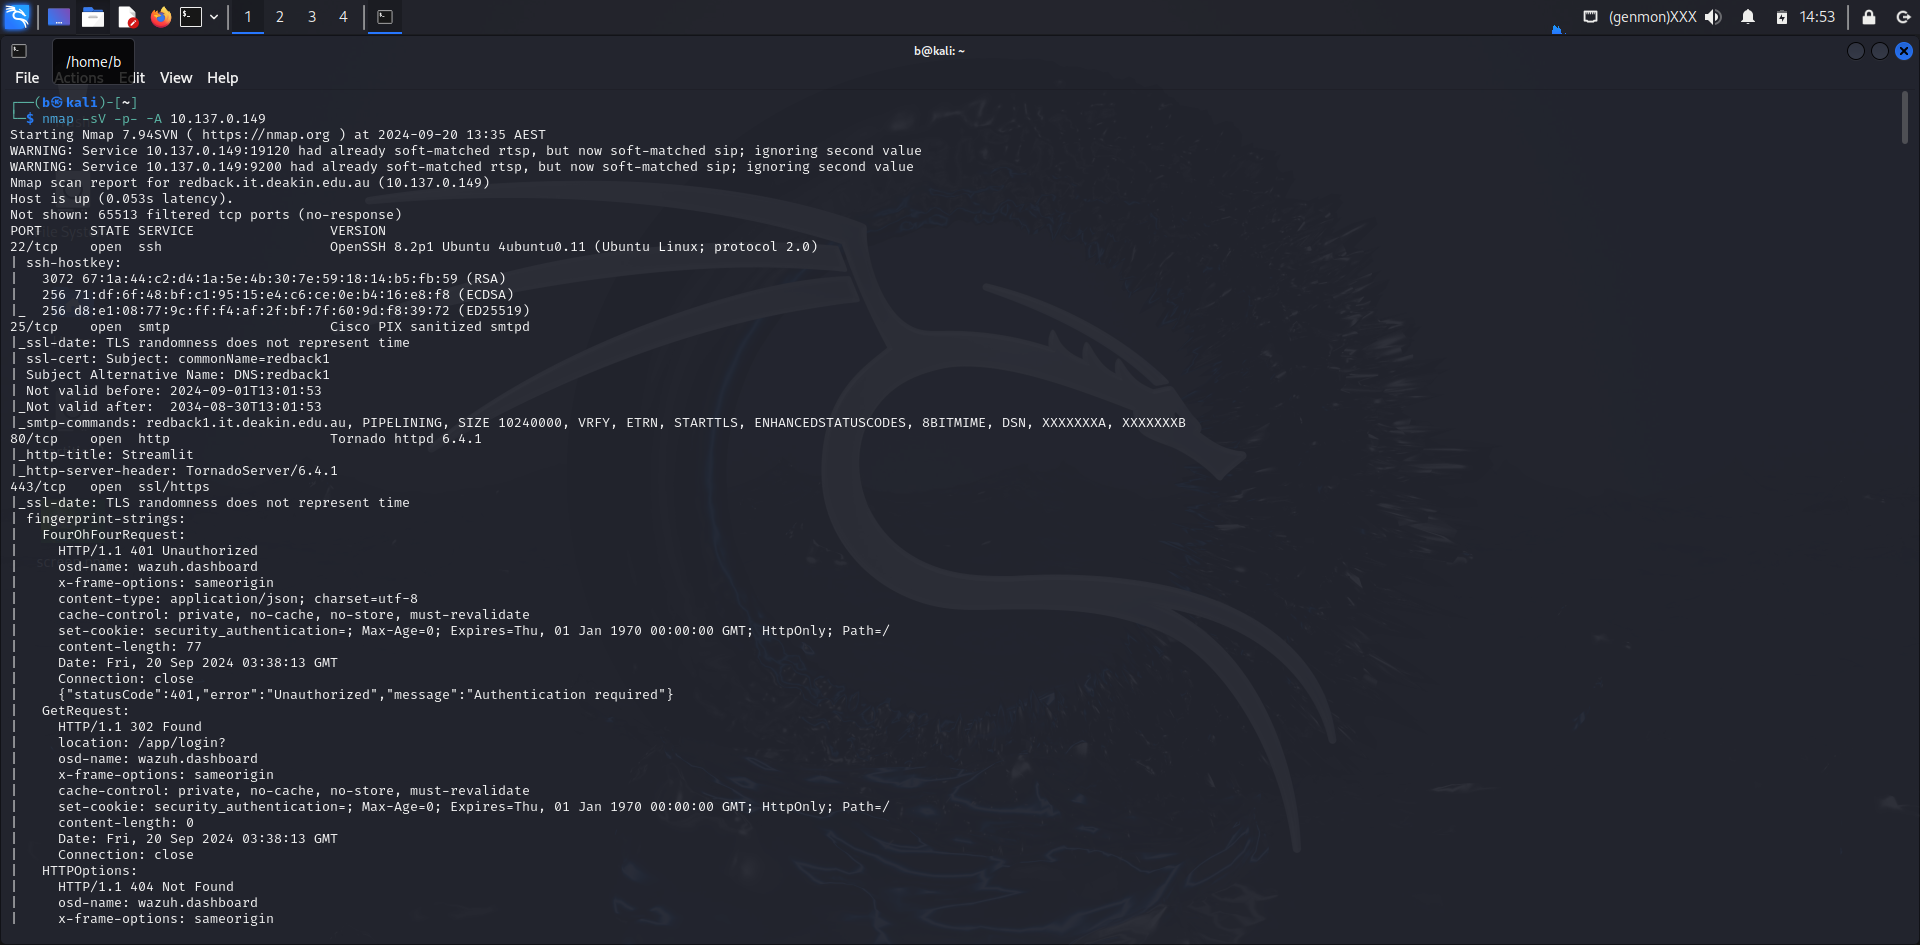 1 2 3 4 (genmon)XXX 14:53
b@kali: ~
/home/b
File Actions Edit View Help
┌──(b㉿kali)-[~]
└─$ nmap -sV -p- -A 10.137.0.149
Starting Nmap 7.94SVN ( https://nmap.org ) at 2024-09-20 13:35 AEST
WARNING: Service 10.137.0.149:19120 had already soft-matched rtsp, but now soft-matched sip; ignoring second value
WARNING: Service 10.137.0.149:9200 had already soft-matched rtsp, but now soft-matched sip; ignoring second value
Nmap scan report for redback.it.deakin.edu.au (10.137.0.149)
Host is up (0.053s latency).
Not shown: 65513 filtered tcp ports (no-response)
PORT      STATE SERVICE                 VERSION
22/tcp    open  ssh                     OpenSSH 8.2p1 Ubuntu 4ubuntu0.11 (Ubuntu Linux; protocol 2.0)
| ssh-hostkey:
|   3072 67:1a:44:c2:d4:1a:5e:4b:30:7e:59:18:14:b5:fb:59 (RSA)
|   256 71:df:6f:48:bf:c1:95:15:e4:c6:ce:0e:b4:16:e8:f8 (ECDSA)
|_  256 d8:e1:08:77:9c:ff:f4:af:2f:bf:7f:60:9d:f8:39:72 (ED25519)
25/tcp    open  smtp                    Cisco PIX sanitized smtpd
|_ssl-date: TLS randomness does not represent time
| ssl-cert: Subject: commonName=redback1
| Subject Alternative Name: DNS:redback1
| Not valid before: 2024-09-01T13:01:53
|_Not valid after:  2034-08-30T13:01:53
|_smtp-commands: redback1.it.deakin.edu.au, PIPELINING, SIZE 10240000, VRFY, ETRN, STARTTLS, ENHANCEDSTATUSCODES, 8BITMIME, DSN, XXXXXXXA, XXXXXXXB
80/tcp    open  http                    Tornado httpd 6.4.1
|_http-title: Streamlit
|_http-server-header: TornadoServer/6.4.1
443/tcp   open  ssl/https
|_ssl-date: TLS randomness does not represent time
| fingerprint-strings:
|   FourOhFourRequest:
|     HTTP/1.1 401 Unauthorized
|     osd-name: wazuh.dashboard
|     x-frame-options: sameorigin
|     content-type: application/json; charset=utf-8
|     cache-control: private, no-cache, no-store, must-revalidate
|     set-cookie: security_authentication=; Max-Age=0; Expires=Thu, 01 Jan 1970 00:00:00 GMT; HttpOnly; Path=/
|     content-length: 77
|     Date: Fri, 20 Sep 2024 03:38:13 GMT
|     Connection: close
|     {"statusCode":401,"error":"Unauthorized","message":"Authentication required"}
|   GetRequest:
|     HTTP/1.1 302 Found
|     location: /app/login?
|     osd-name: wazuh.dashboard
|     x-frame-options: sameorigin
|     cache-control: private, no-cache, no-store, must-revalidate
|     set-cookie: security_authentication=; Max-Age=0; Expires=Thu, 01 Jan 1970 00:00:00 GMT; HttpOnly; Path=/
|     content-length: 0
|     Date: Fri, 20 Sep 2024 03:38:13 GMT
|     Connection: close
|   HTTPOptions:
|     HTTP/1.1 404 Not Found
|     osd-name: wazuh.dashboard
|     x-frame-options: sameorigin